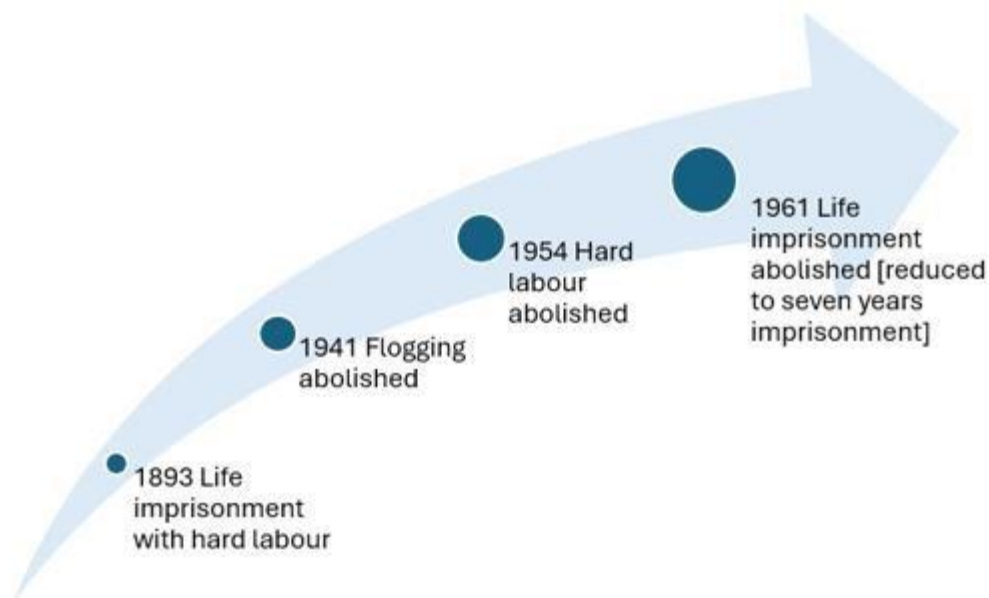 1893 Life
imprisonment
with hard labour
1941 Flogging
abolished
1954 Hard
labour
abolished
1961 Life
imprisonment
abolished [reduced
to seven years
imprisonment]